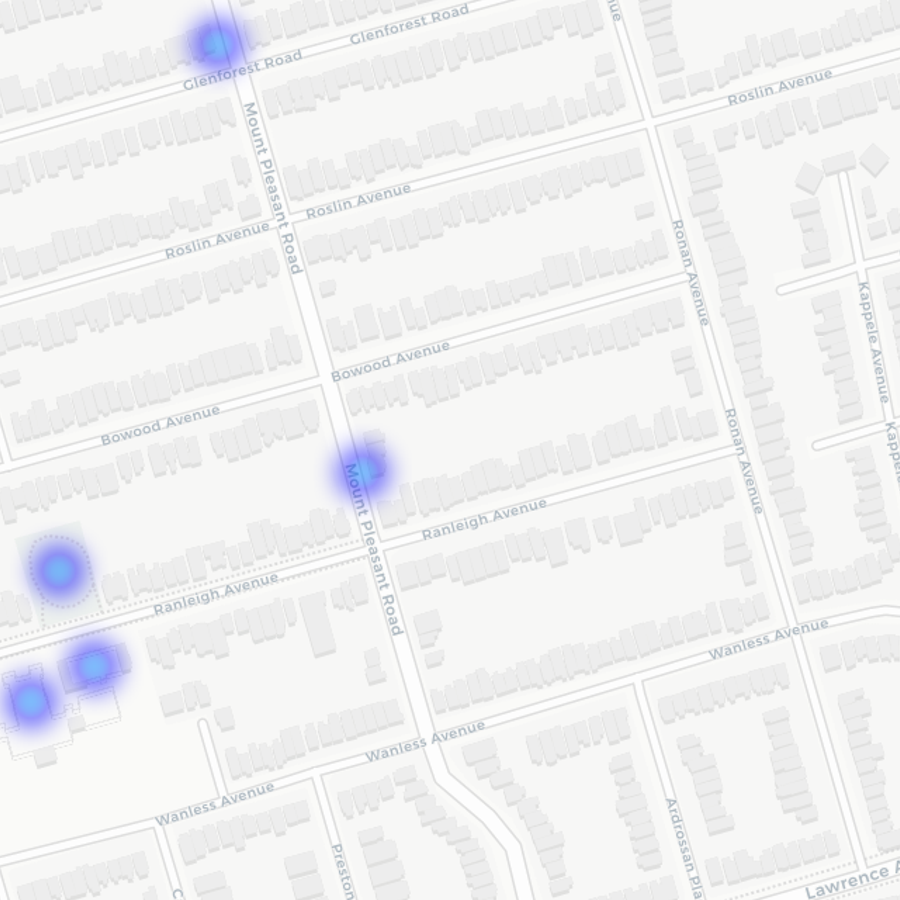 Glenforest Road
Glenforest Road
nue
Roslin Avenue
Mount Pleasant Road
Roslin Avenue
Roslin Avenue
Ronan Avenue
Kappele Avenue
Bowood Avenue
Bowood Avenue
Ronan Avenue
Kappele
Mount Pleasant Road
Ranleigh Avenue
Ranleigh Avenue
Wanless Avenue
Wanless Avenue
Wanless Avenue
Ardrossan Pla
Preston
C
Lawrence A